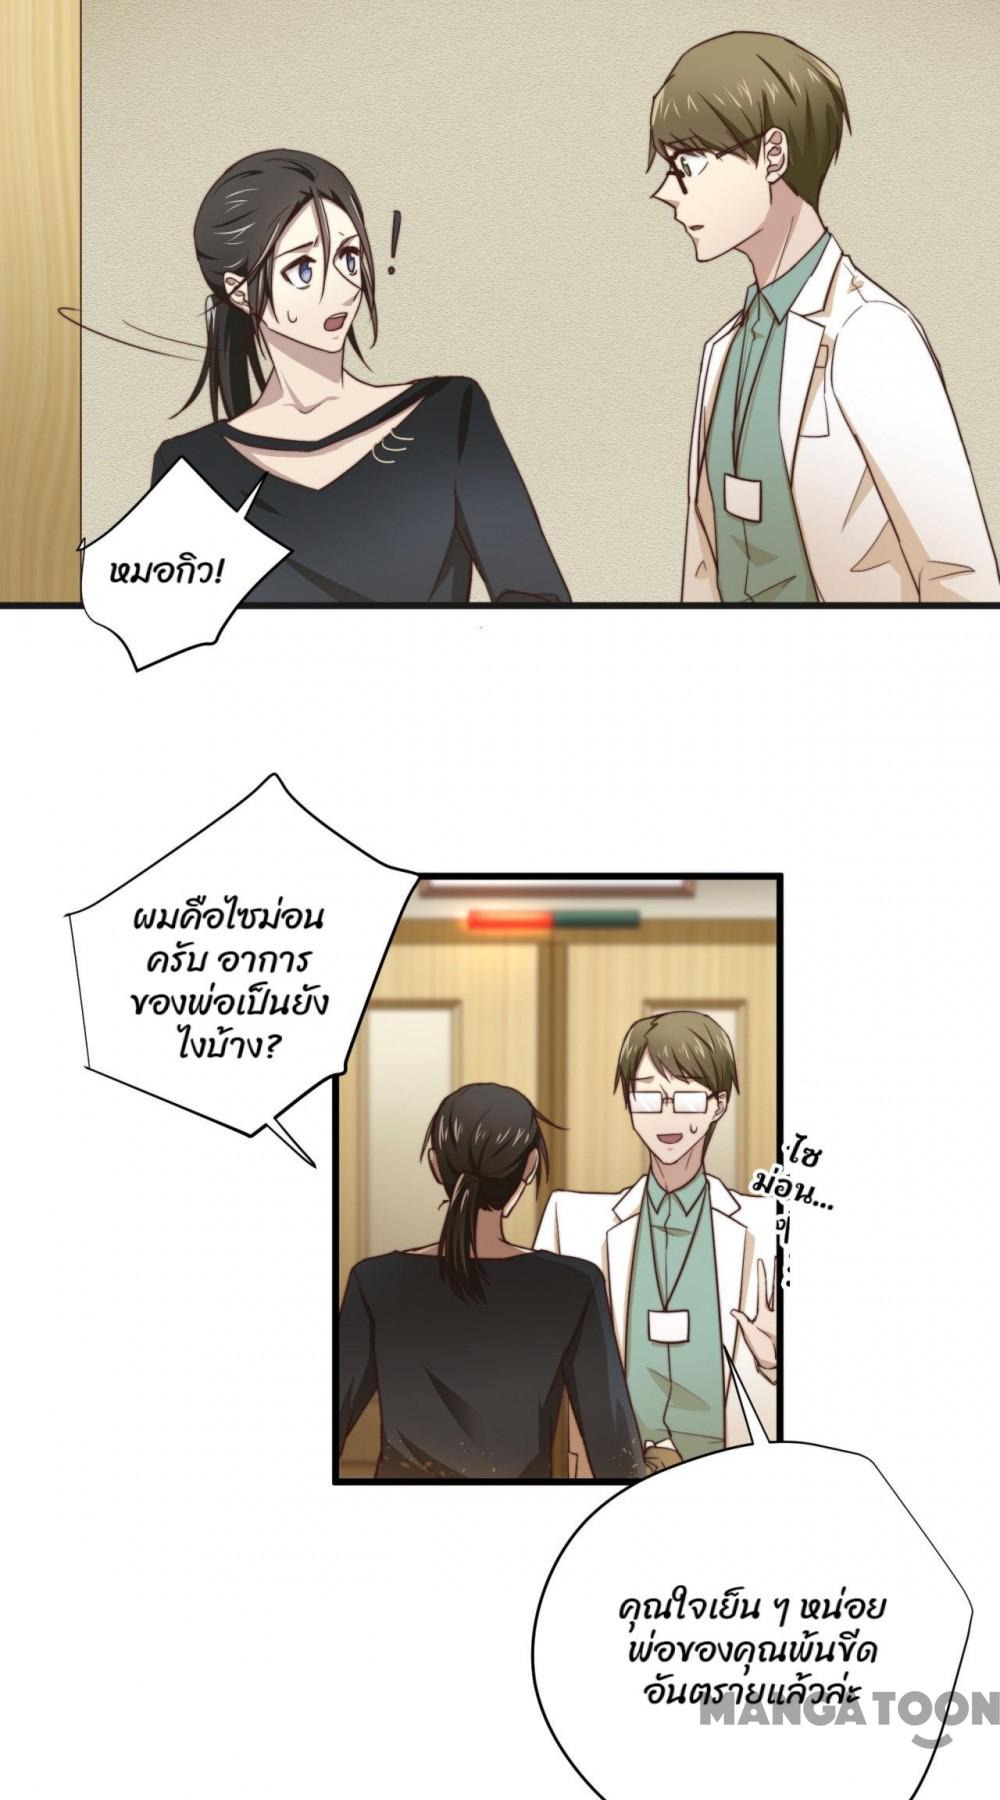 !
หมอกิว!
ผมคือไซม่อน
ครับ อาการ
ของพ่อเป็นยัง
ไงบ้าง?
ไซ
ม่อน...
คุณใจเย็น ๆ หน่อย
พ่อของคุณพ้นขีด
อันตรายแล้วล่ะ
MANGATOON